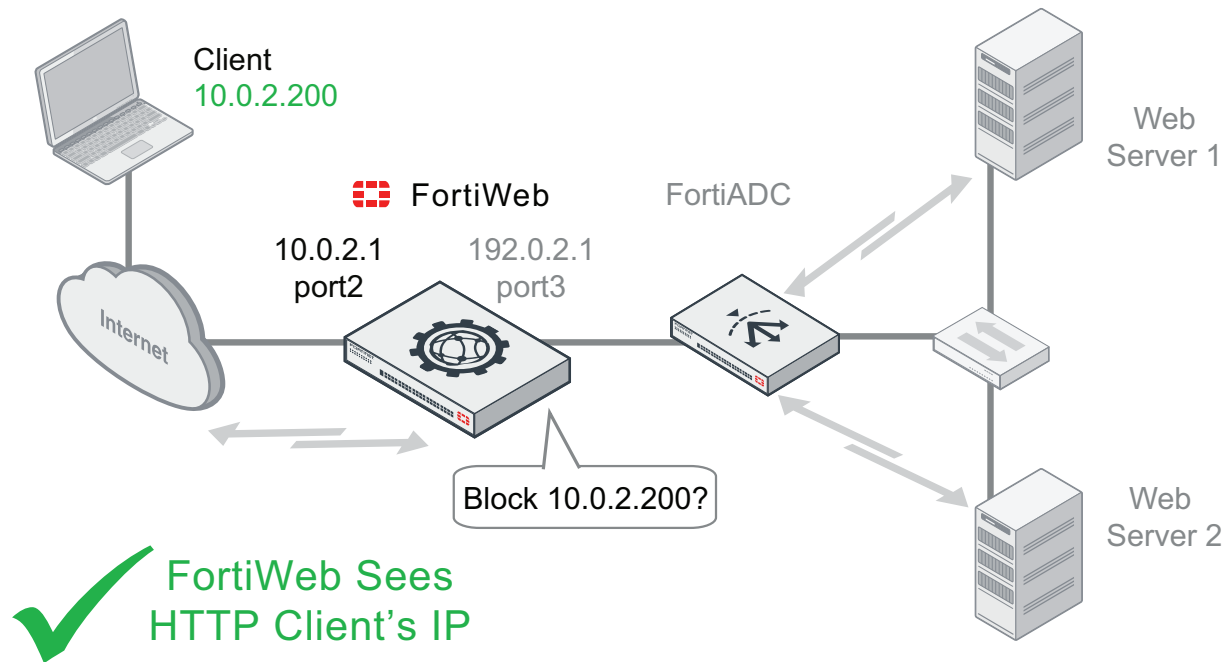 Client
10.0.2.200
FortiWeb
FortiADC
10.0.2.1
port2
192.0.2.1
port3
Web
Server 1
Internet
Block 10.0.2.200?
Web
Server 2
FortiWeb Sees
HTTP Client's IP